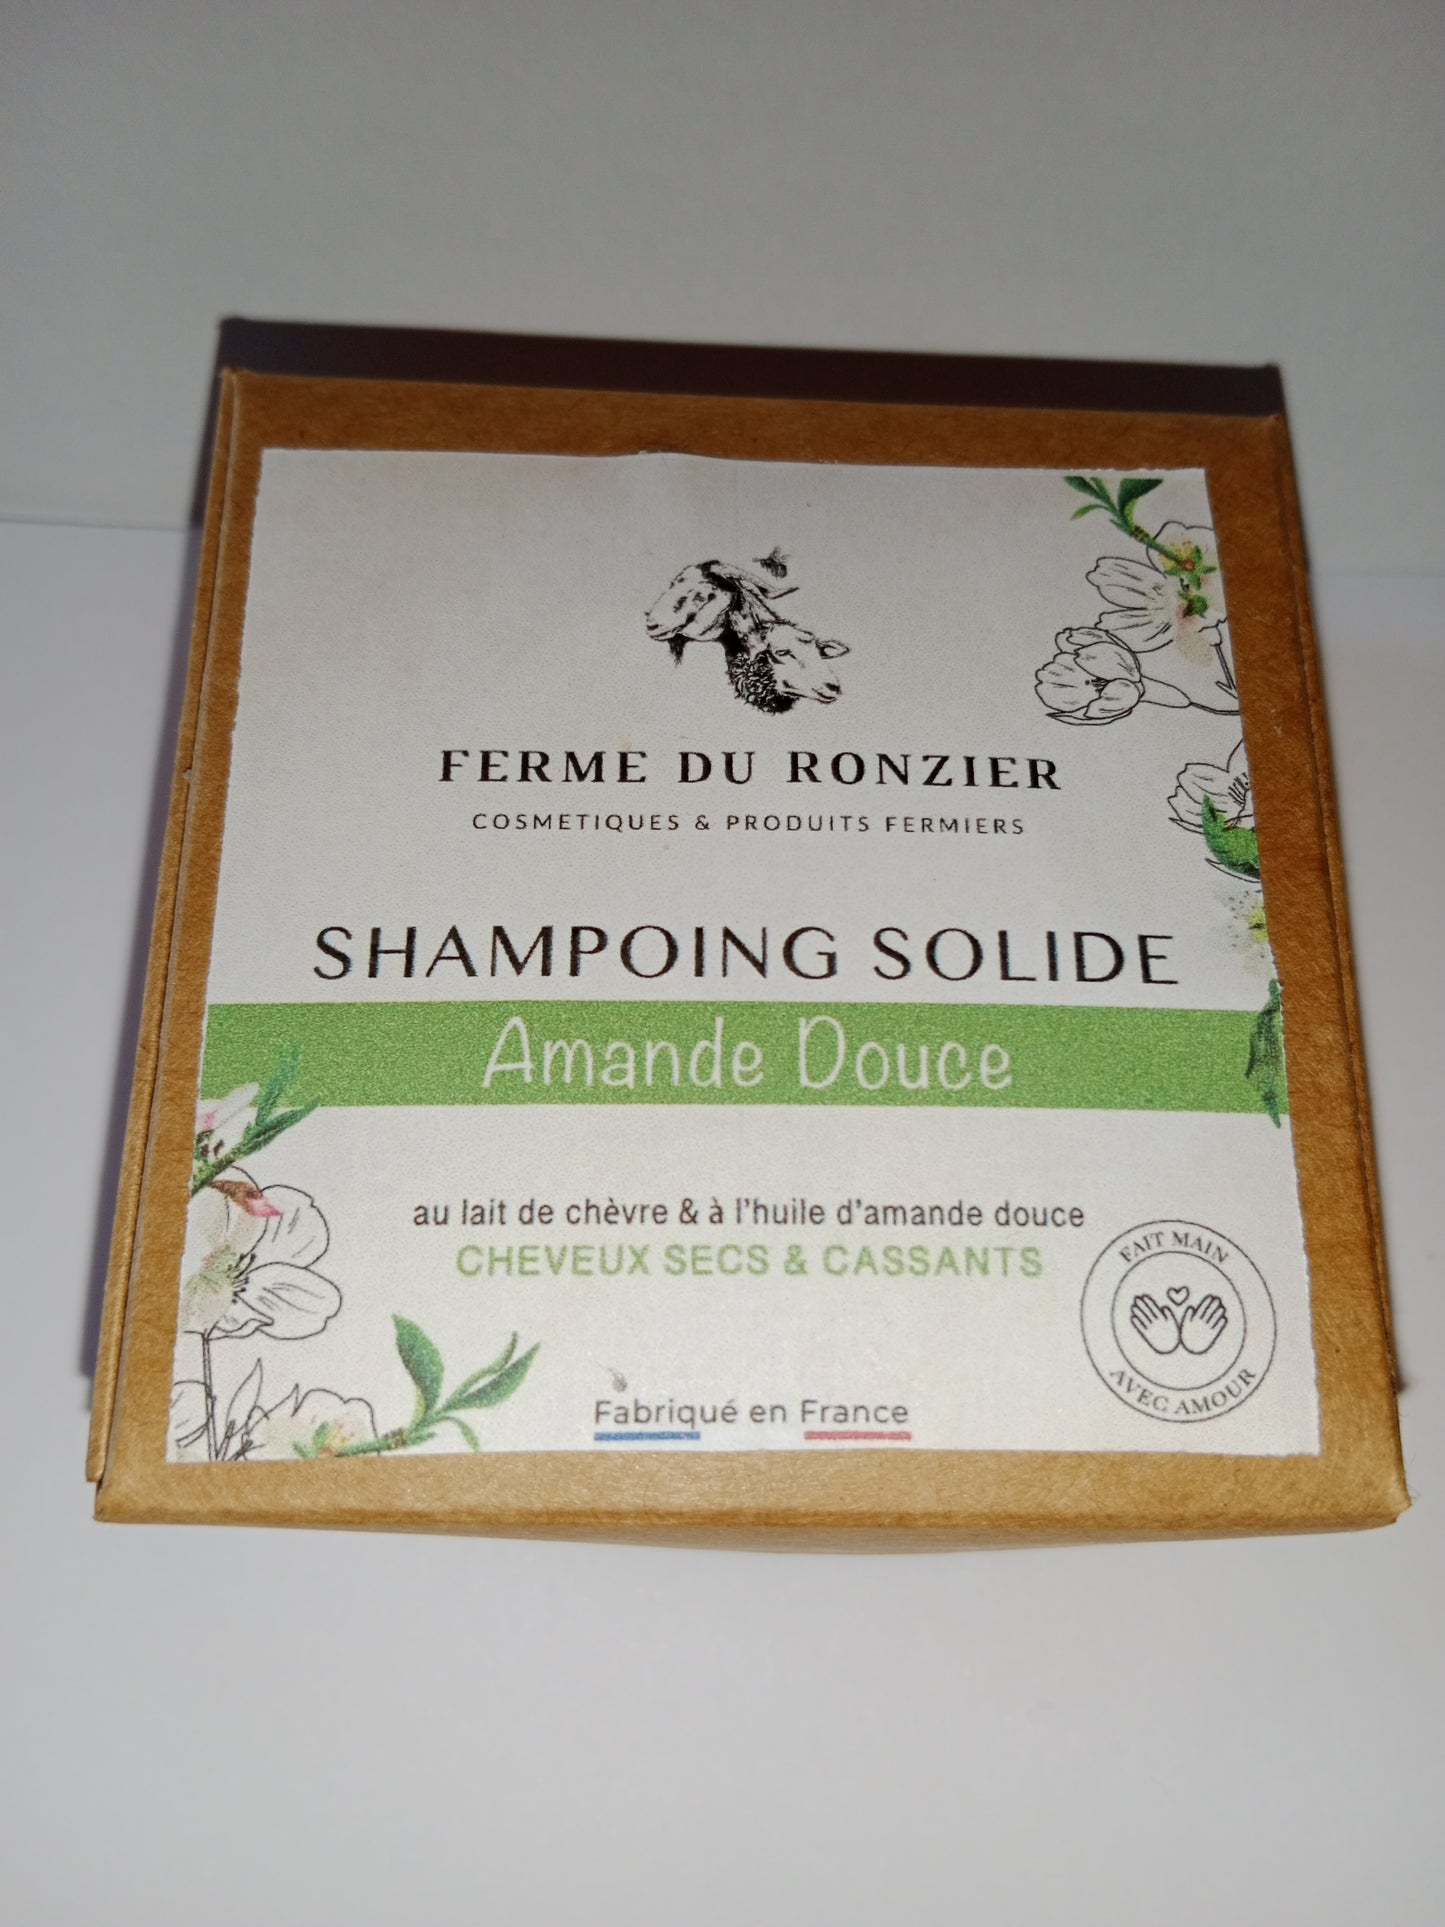 FERME DU RONZIER
COSMETIQUES & PRODUITS FERMIERS
SHAMPOING SOLIDE
Amande Douce
au lait de chèvre & à l'huile d'amande douce
CHEVEUX SECS & CASSANTS
FAIT MAIN
AVEC AMOUR
Fabriqué en France